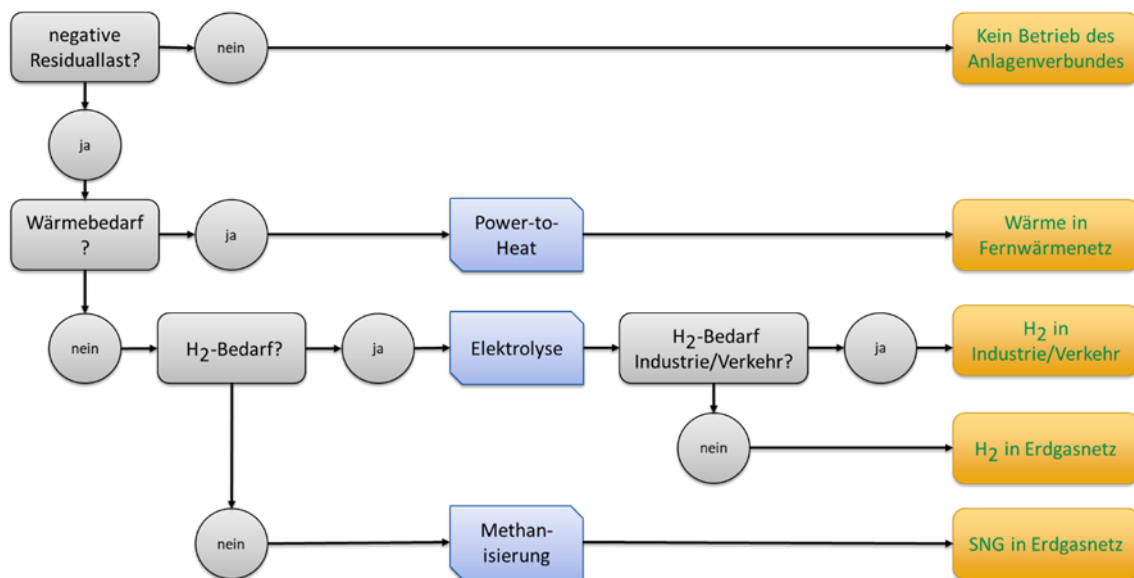 negative
Residuallast?
nein
Kein Betrieb des
Anlagenverbundes
ja
Wärmebedarf
?
ja
Power-to-
Heat
Wärme in
Fernwärmenetz
nein
H₂-Bedarf?
ja
Elektrolyse
H₂-Bedarf
Industrie/Verkehr?
ja
H₂ in
Industrie/Verkehr
nein
H₂ in Erdgasnetz
nein
Methan-
isierung
SNG in Erdgasnetz